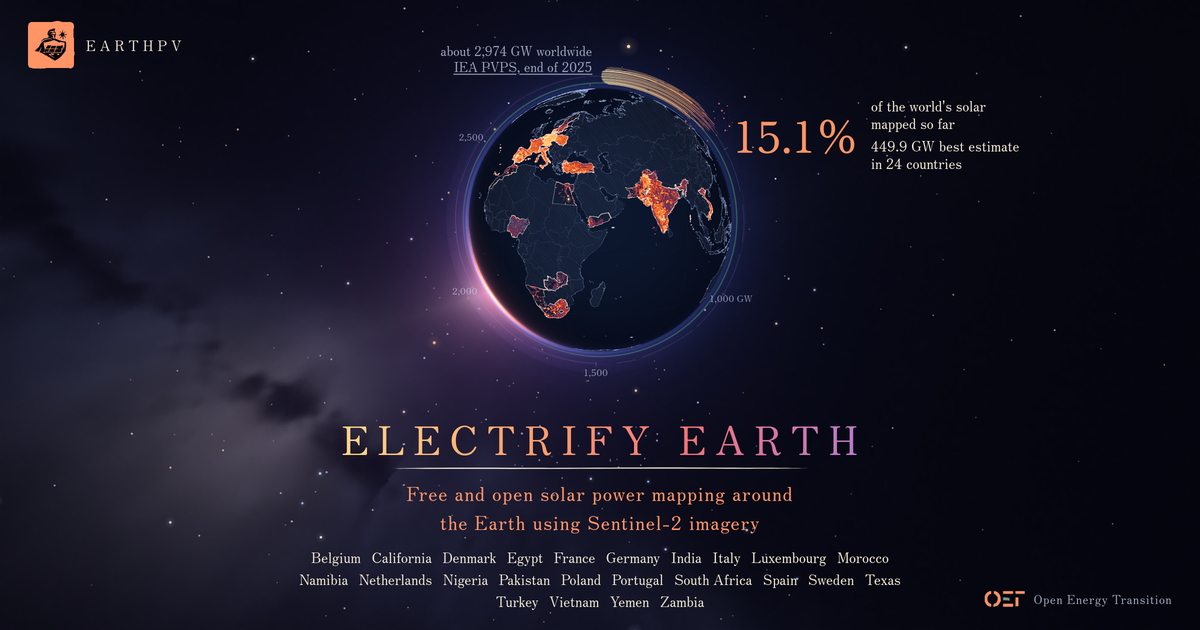 EARTHPV
about 2,974 GW worldwide
IEA PVPS, end of 2025
2,500
2,000
1,500
1,000 GW
15.1%
of the world's solar
mapped so far
449.9 GW best estimate
in 24 countries
ELECTRIFY EARTH
Free and open solar power mapping around
the Earth using Sentinel-2 imagery
Belgium California Denmark Egypt France Germany India Italy Luxembourg Morocco
Namibia Netherlands Nigeria Pakistan Poland Portugal South Africa Spain Sweden Texas
Turkey Vietnam Yemen Zambia
OET Open Energy Transition